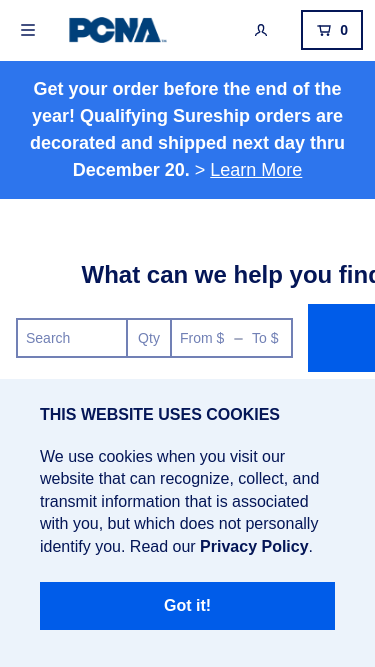 PCNA
0
Get your order before the end of the
year! Qualifying Sureship orders are
decorated and shipped next day thru
December 20. > Learn More
What can we help you find
Search
Qty
From $ – To $
THIS WEBSITE USES COOKIES
We use cookies when you visit our
website that can recognize, collect, and
transmit information that is associated
with you, but which does not personally
identify you. Read our Privacy Policy.
Got it!